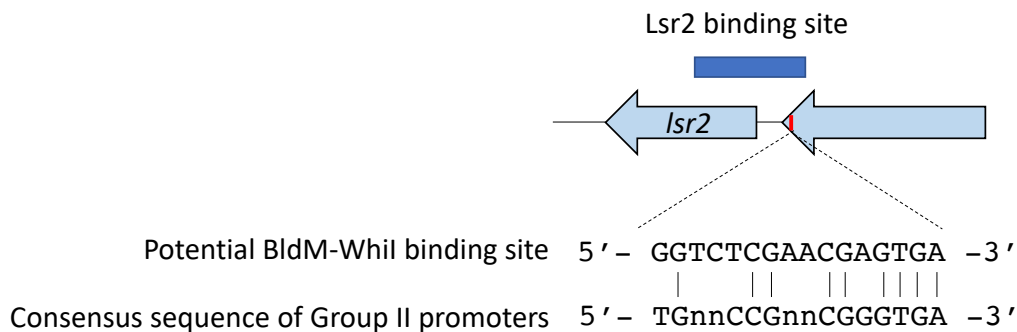 Lsr2 binding site
lsr2
Potential BldM-WhiI binding site 5′- GGTCTCGAACGAGTGA -3′
Consensus sequence of Group II promoters 5′- TGnnCCGnnCGGGTGA -3′